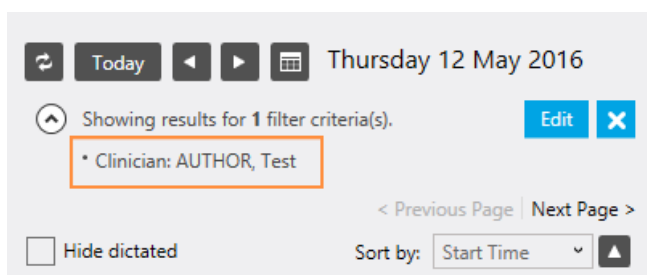 Today Thursday 12 May 2016
Showing results for 1 filter criteria(s). Edit
• Clinician: AUTHOR, Test
< Previous Page Next Page >
Hide dictated Sort by: Start Time